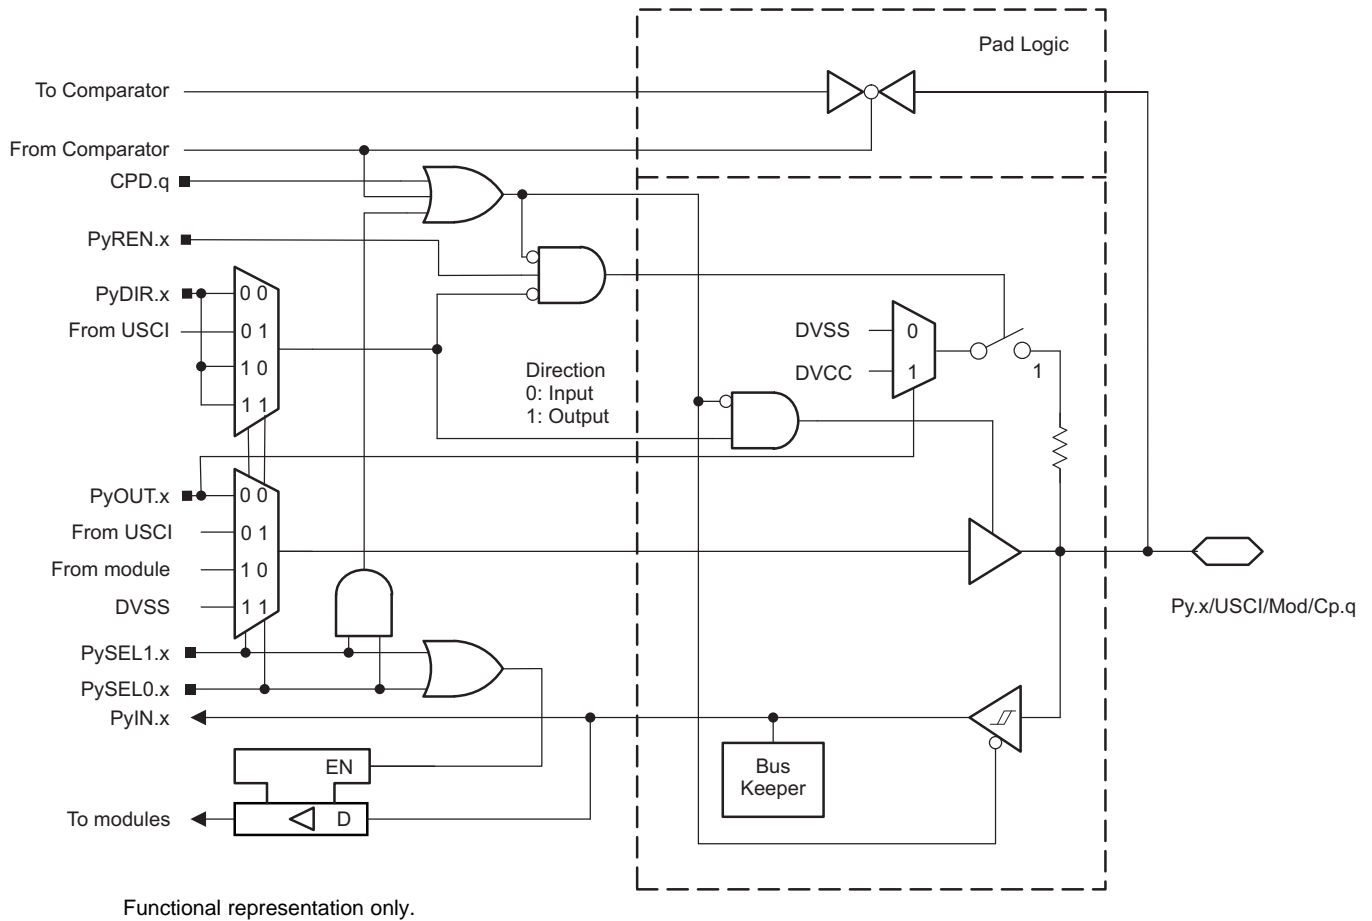 Pad Logic
To Comparator
From Comparator
CPD.q
PyREN.x
PyDIR.x
0 0
From USCI
0 1
1 0
1 1
Direction
0: Input
1: Output
DVSS
0
DVCC
1
1
PyOUT.x
0 0
From USCI
0 1
From module
1 0
DVSS
1 1
Py.x/USCI/Mod/Cp.q
PySEL1.x
PySEL0.x
PyIN.x
EN
Bus
Keeper
To modules
D
Functional representation only.